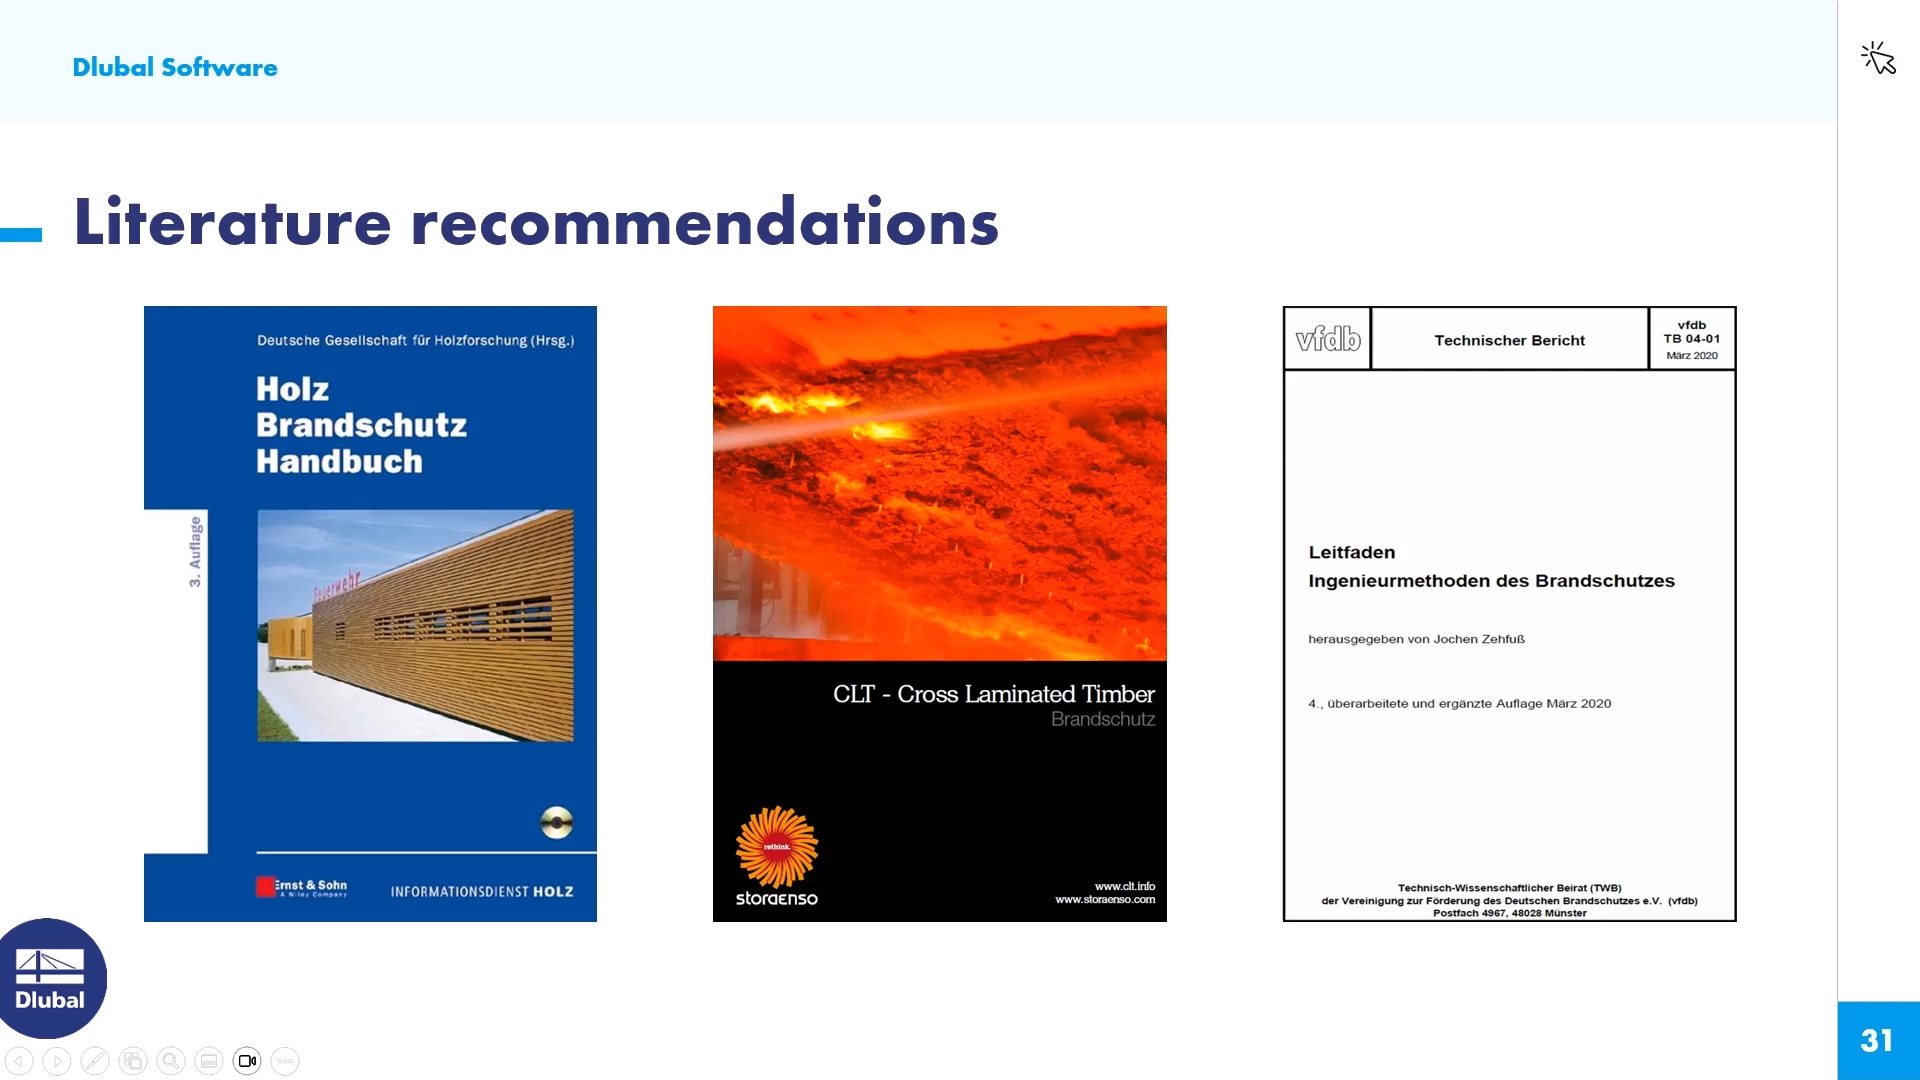 Dlubal Software
Literature recommendations
Deutsche Gesellschaft für Holzforschung (Hrsg.)
Holz
Brandschutz
Handbuch
3. Auflage
Feuerwehr
Ernst & Sohn
A Wiley Company
INFORMATIONSDIENST HOLZ
CLT - Cross Laminated Timber
Brandschutz
rethink.
storaenso
www.clt.info
www.storaenso.com
vfdb
Technischer Bericht
vfdb
TB 04-01
März 2020
Leitfaden
Ingenieurmethoden des Brandschutzes
herausgegeben von Jochen Zehfuß
4., überarbeitete und ergänzte Auflage März 2020
Technisch-Wissenschaftlicher Beirat (TWB)
der Vereinigung zur Förderung des Deutschen Brandschutzes e.V. (vfdb)
Postfach 4967, 48028 Münster
Dlubal
31